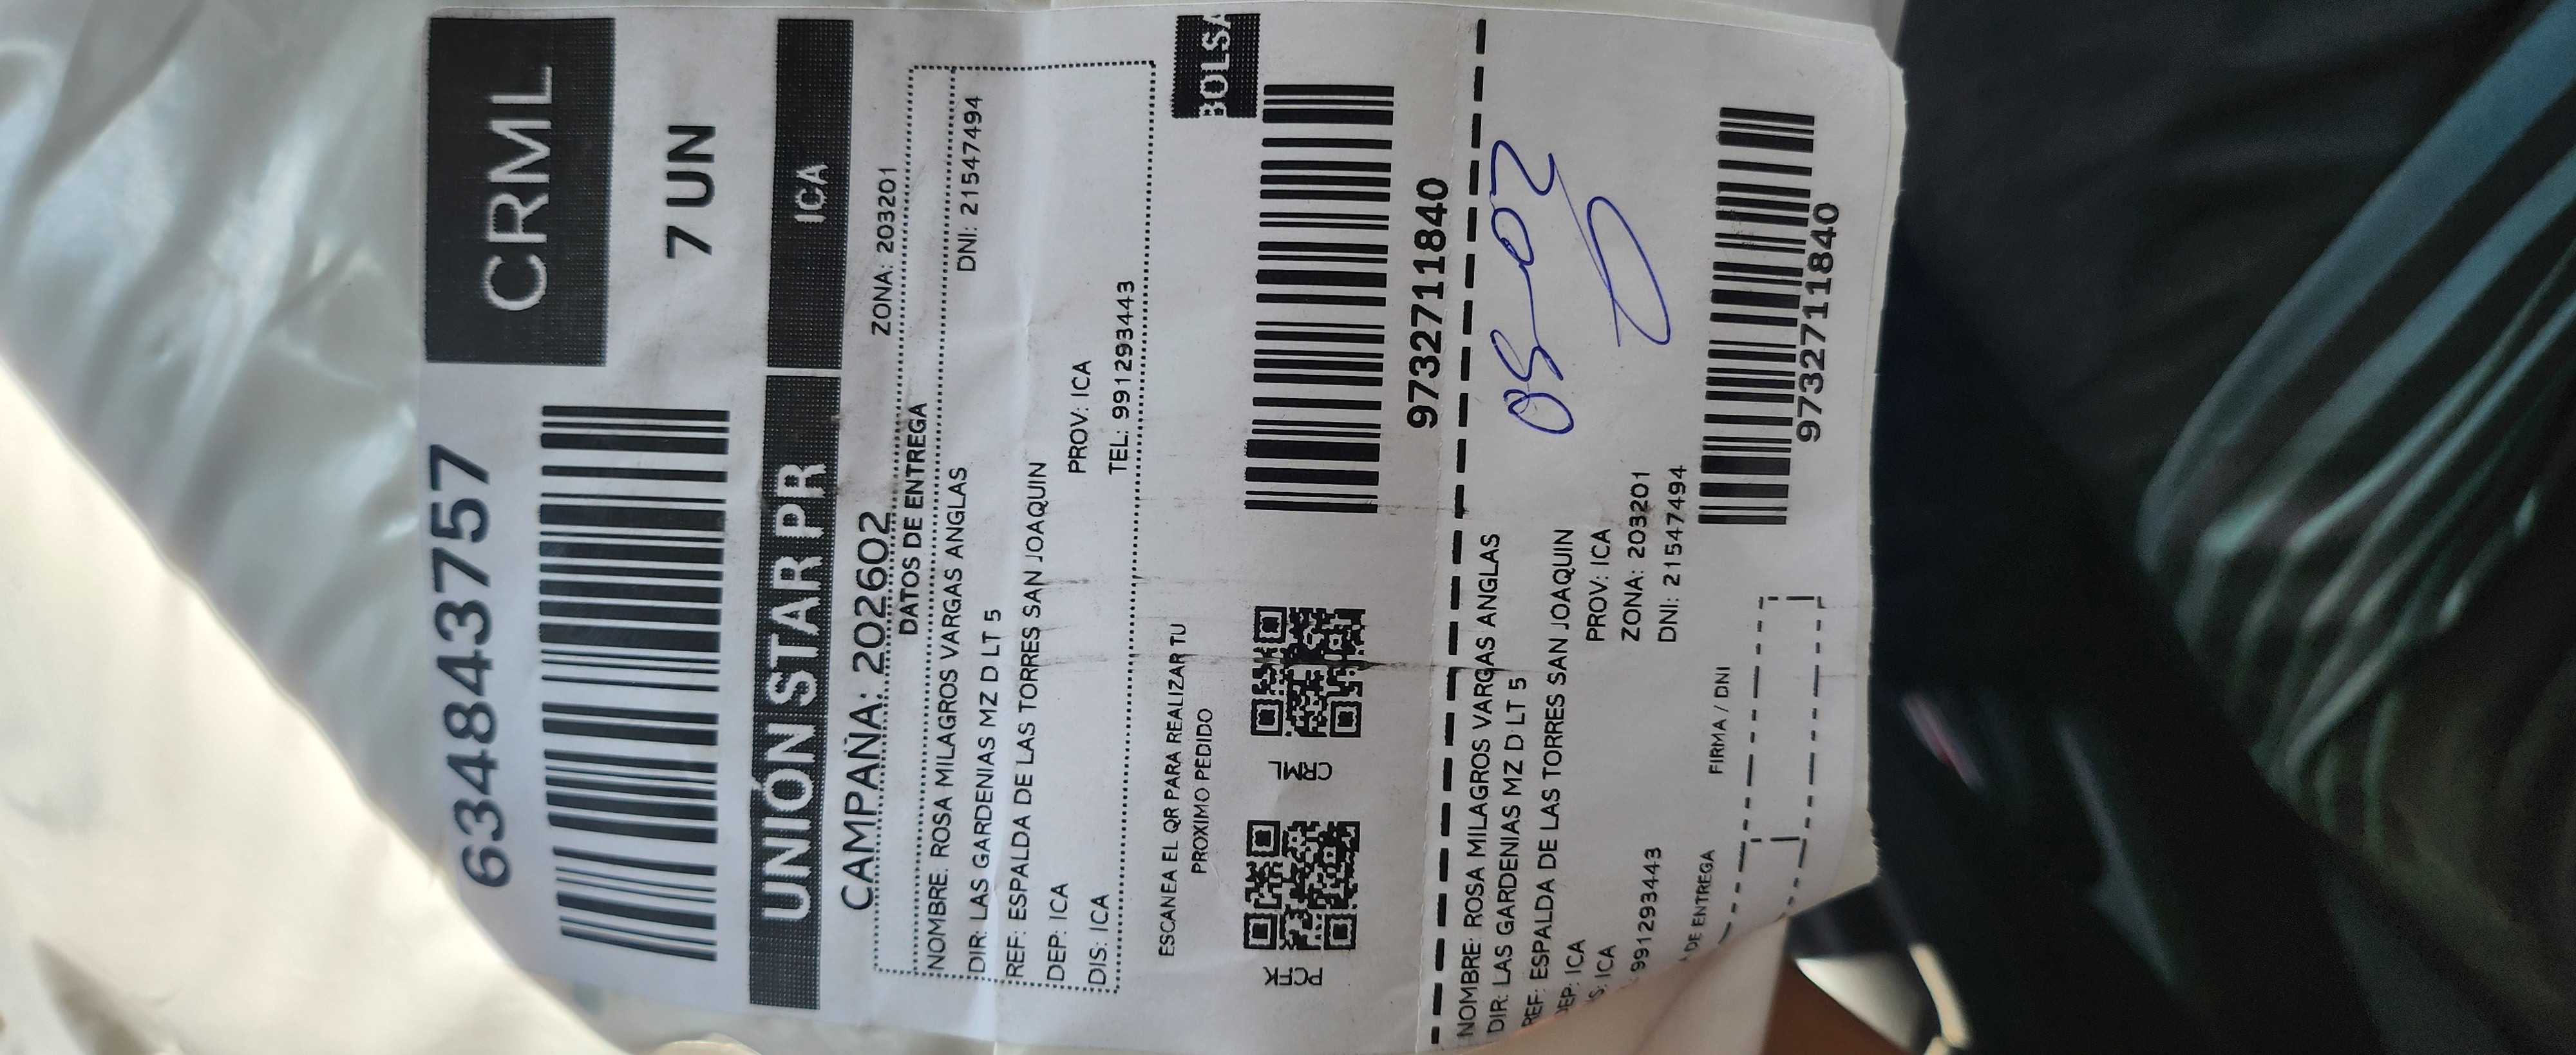 6348843757
CRML
7 UN
UNIÓN STAR PR
ICA
CAMPAÑA: 202602
ZONA: 203201
DATOS DE ENTREGA
NOMBRE: ROSA MILAGROS VARGAS ANGLAS
DIR: LAS GARDENIAS MZ D LT 5
DNI: 21547494
REF: ESPALDA DE LAS TORRES SAN JOAQUIN
DEP: ICA
PROV: ICA
DIS: ICA
TEL: 991293443
ESCANEA EL QR PARA REALIZAR TU
PROXIMO PEDIDO
BOLSA
PCFK
CRML
9732711840
NOMBRE: ROSA MILAGROS VARGAS ANGLAS
DIR: LAS GARDENIAS MZ D LT 5
REF: ESPALDA DE LAS TORRES SAN JOAQUIN
DEP: ICA
PROV: ICA
S: ICA
ZONA: 203201
: 991293443
DNI: 21547494
DE ENTREGA
FIRMA / DNI
9732711840